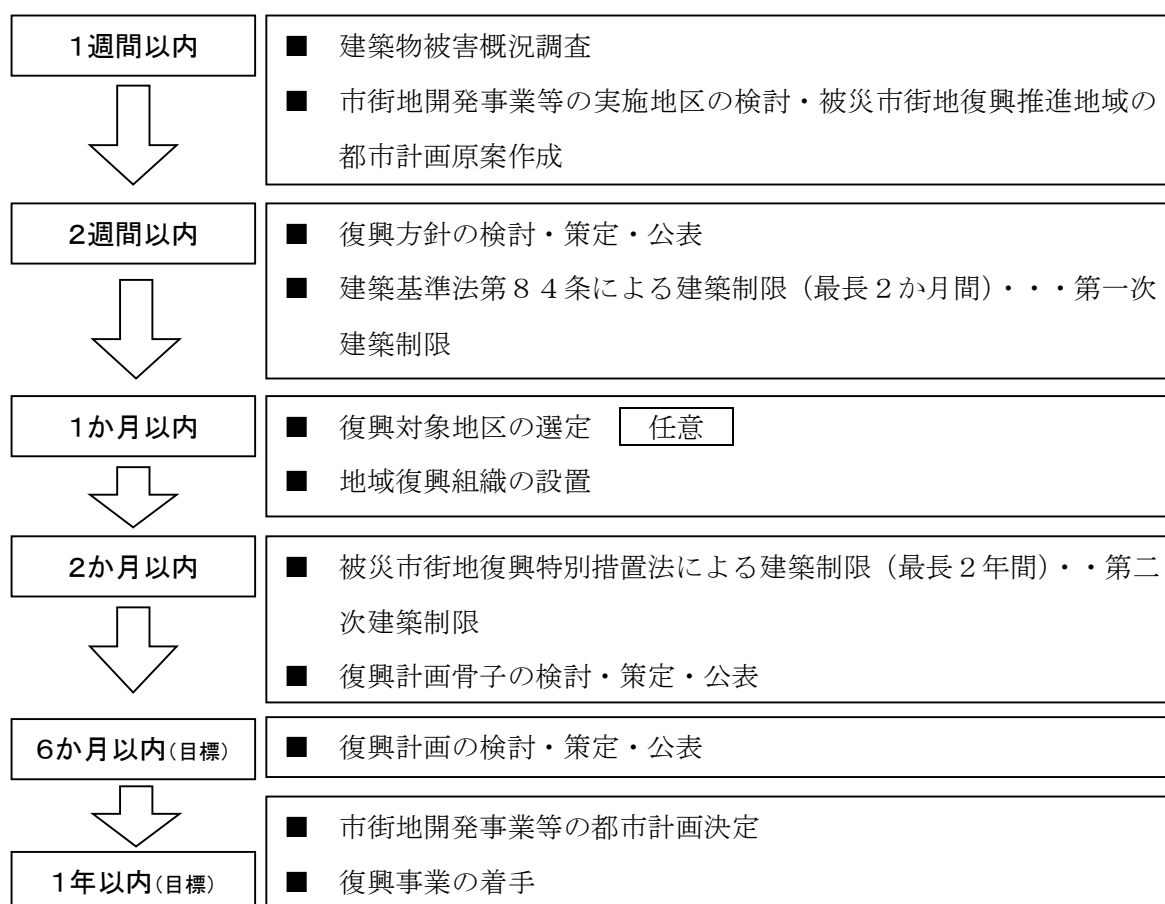 1週間以内
■ 建築物被害概況調査
■ 市街地開発事業等の実施地区の検討・被災市街地復興推進地域の
都市計画原案作成
2週間以内
■ 復興方針の検討・策定・公表
■ 建築基準法第84条による建築制限（最長2か月間）・・・第一次
建築制限
1か月以内
■ 復興対象地区の選定 任意
■ 地域復興組織の設置
2か月以内
■ 被災市街地復興特別措置法による建築制限（最長2年間）・・第二
次建築制限
■ 復興計画骨子の検討・策定・公表
6か月以内(目標)
■ 復興計画の検討・策定・公表
1年以内(目標)
■ 市街地開発事業等の都市計画決定
■ 復興事業の着手